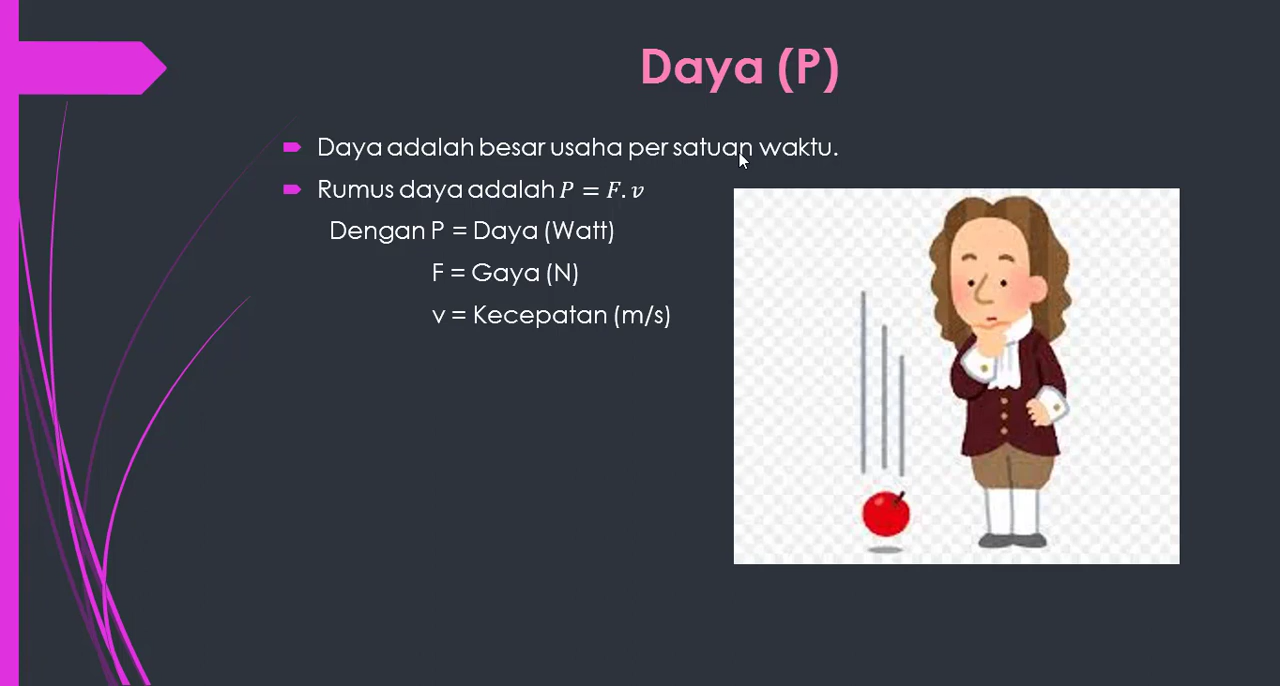 Daya (P)
Daya adalah besar usaha per satuan waktu.
Rumus daya adalah P = F. v
Dengan P = Daya (Watt)
F = Gaya (N)
v = Kecepatan (m/s)